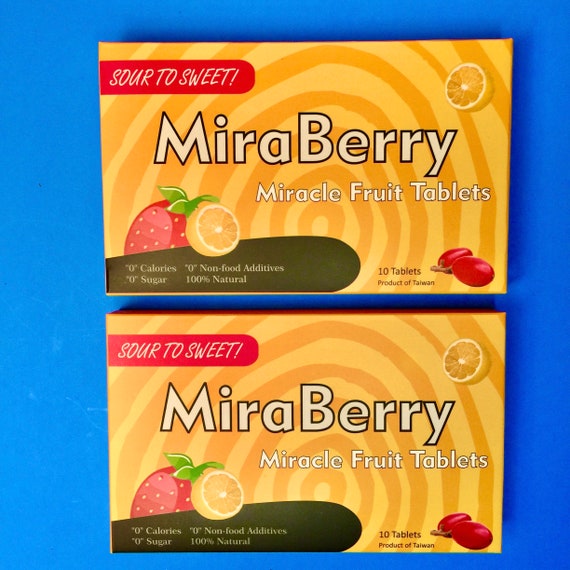 SOUR TO SWEET!
MiraBerry
Miracle Fruit Tablets
"0" Calories "0" Non-food Additives
"0" Sugar 100% Natural
10 Tablets
Product of Taiwan
SOUR TO SWEET!
MiraBerry
Miracle Fruit Tablets
"0" Calories "0" Non-food Additives
"0" Sugar 100% Natural
10 Tablets
Product of Taiwan